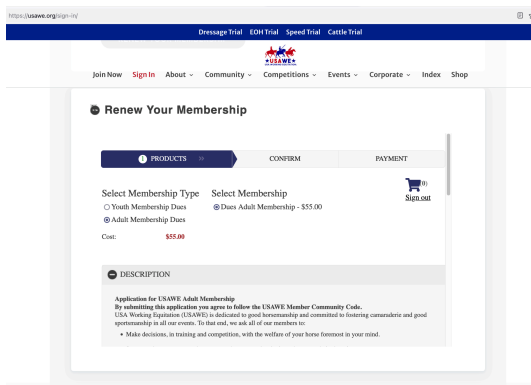 https://usawe.org/sign-in/
Dressage Trial EOH Trial Speed Trial Cattle Trial
USAWE
Join Now Sign In About Community Competitions Events Corporate Index Shop
Renew Your Membership
1 PRODUCTS >> CONFIRM PAYMENT
0)
Select Membership Type Select Membership Sign out
Youth Membership Dues Dues Adult Membership - $55.00
Adult Membership Dues
Cost: $55.00
DESCRIPTION
Application for USAWE Adult Membership
By submitting this application you agree to follow the USAWE Member Community Code.
USA Working Equitation (USAWE) is dedicated to good horsemanship and committed to fostering camaraderie and good
sportsmanship in all our events. To that end, we ask all of our members to:
• Make decisions, in training and competition, with the welfare of your horse foremost in your mind.